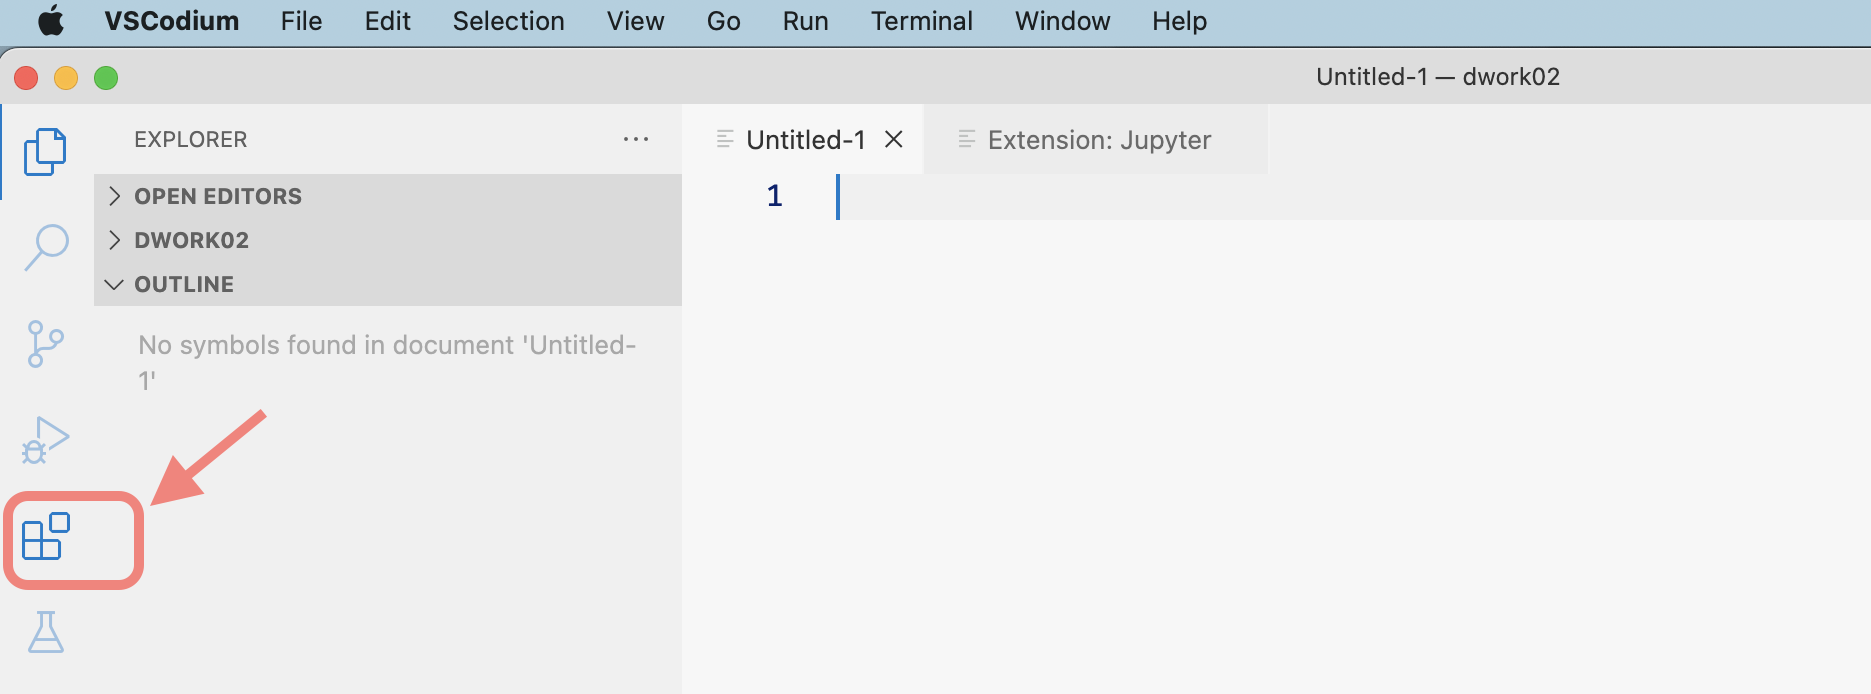 VSCodium File Edit Selection View Go Run Terminal Window Help
Untitled-1 — dwork02
EXPLORER
Untitled-1
Extension: Jupyter
OPEN EDITORS
1
DWORK02
OUTLINE
No symbols found in document 'Untitled-
1'